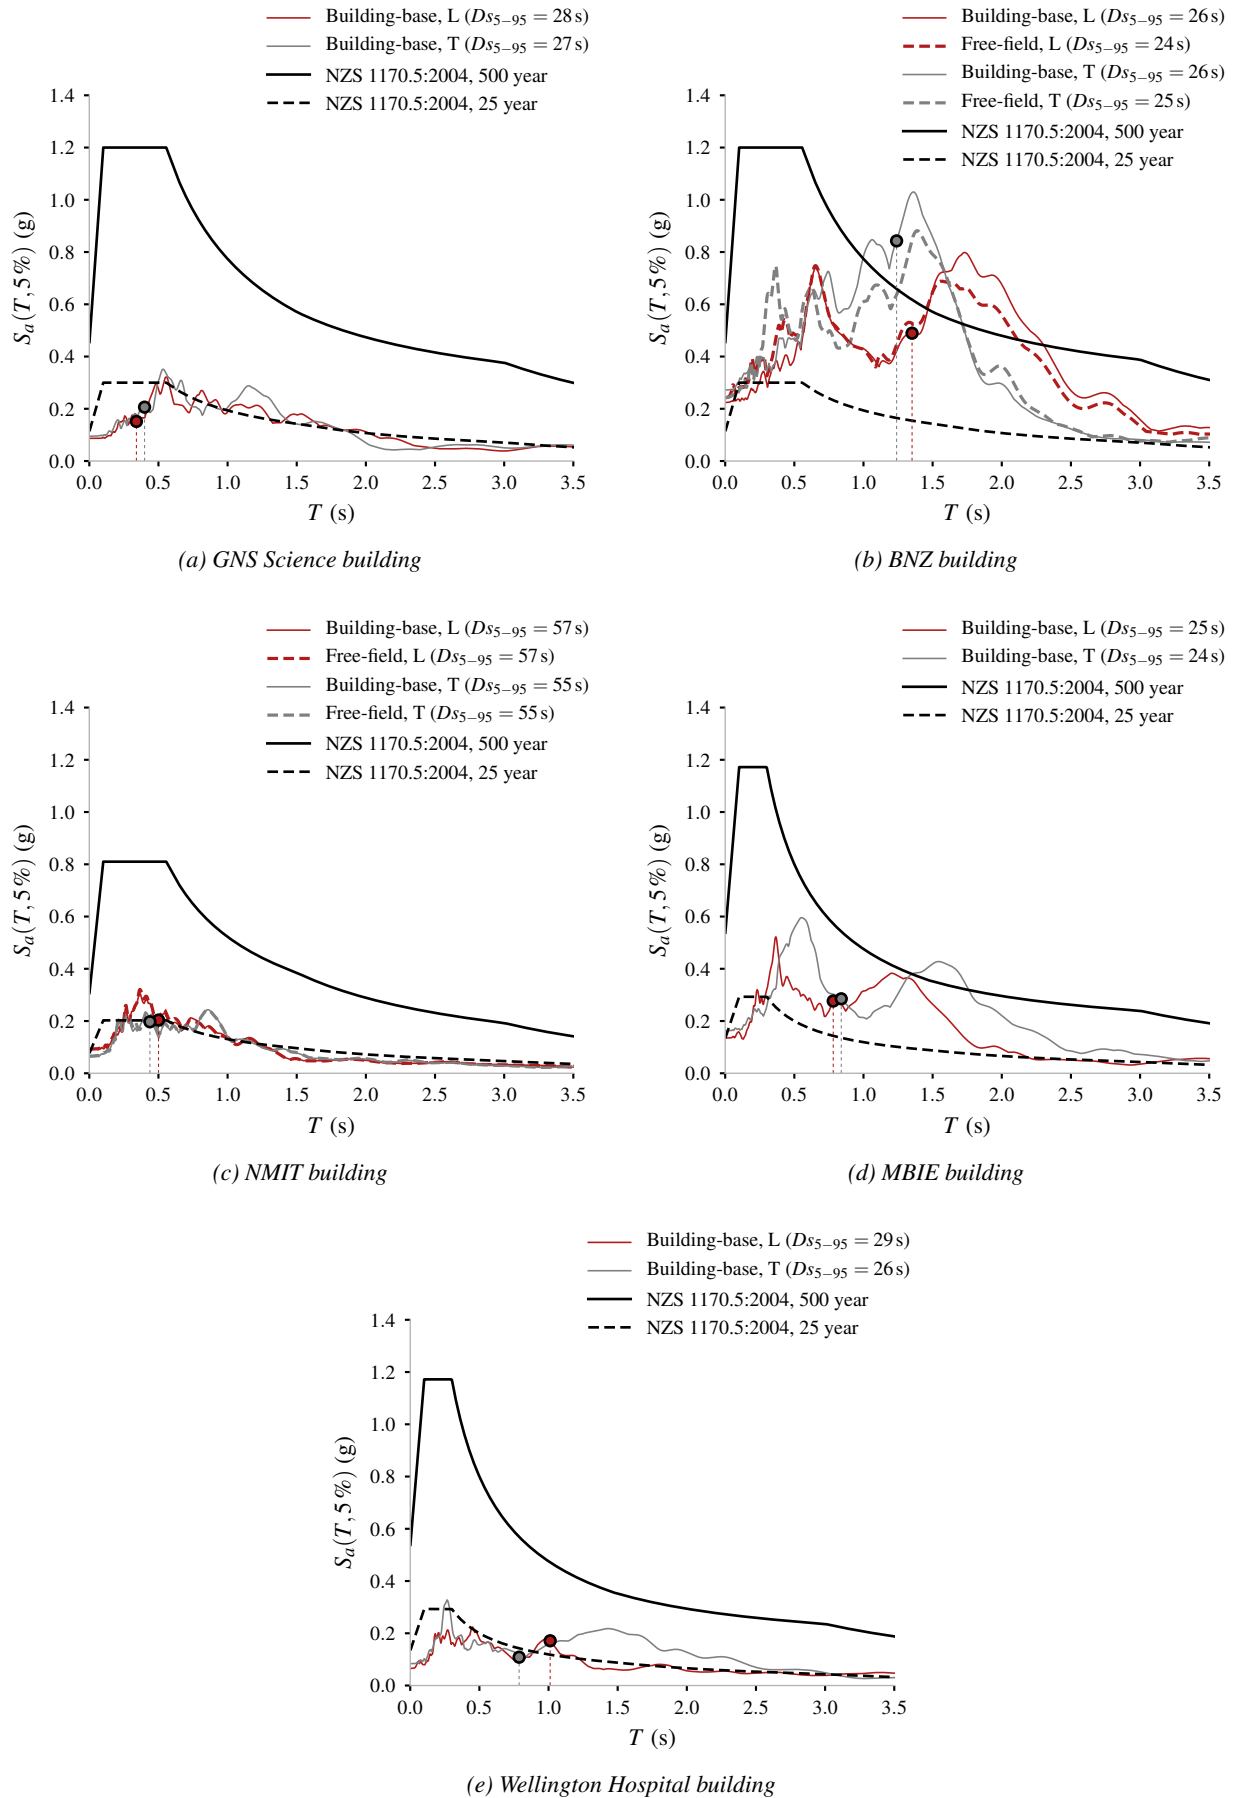 Building-base, L (Ds5−95 = 28 s)
Building-base, T (Ds5−95 = 27 s)
NZS 1170.5:2004, 500 year
NZS 1170.5:2004, 25 year
1.4
1.2
1.0
0.8
0.6
0.4
0.2
0.0
Sa(T, 5%) (g)
0.0 0.5 1.0 1.5 2.0 2.5 3.0 3.5
T (s)
(a) GNS Science building
Building-base, L (Ds5−95 = 26 s)
Free-field, L (Ds5−95 = 24 s)
Building-base, T (Ds5−95 = 26 s)
Free-field, T (Ds5−95 = 25 s)
NZS 1170.5:2004, 500 year
NZS 1170.5:2004, 25 year
1.4
1.2
1.0
0.8
0.6
0.4
0.2
0.0
Sa(T, 5%) (g)
0.0 0.5 1.0 1.5 2.0 2.5 3.0 3.5
T (s)
(b) BNZ building
Building-base, L (Ds5−95 = 57 s)
Free-field, L (Ds5−95 = 57 s)
Building-base, T (Ds5−95 = 55 s)
Free-field, T (Ds5−95 = 55 s)
NZS 1170.5:2004, 500 year
NZS 1170.5:2004, 25 year
1.4
1.2
1.0
0.8
0.6
0.4
0.2
0.0
Sa(T, 5%) (g)
0.0 0.5 1.0 1.5 2.0 2.5 3.0 3.5
T (s)
(c) NMIT building
Building-base, L (Ds5−95 = 25 s)
Building-base, T (Ds5−95 = 24 s)
NZS 1170.5:2004, 500 year
NZS 1170.5:2004, 25 year
1.4
1.2
1.0
0.8
0.6
0.4
0.2
0.0
Sa(T, 5%) (g)
0.0 0.5 1.0 1.5 2.0 2.5 3.0 3.5
T (s)
(d) MBIE building
Building-base, L (Ds5−95 = 29 s)
Building-base, T (Ds5−95 = 26 s)
NZS 1170.5:2004, 500 year
NZS 1170.5:2004, 25 year
1.4
1.2
1.0
0.8
0.6
0.4
0.2
0.0
Sa(T, 5%) (g)
0.0 0.5 1.0 1.5 2.0 2.5 3.0 3.5
T (s)
(e) Wellington Hospital building